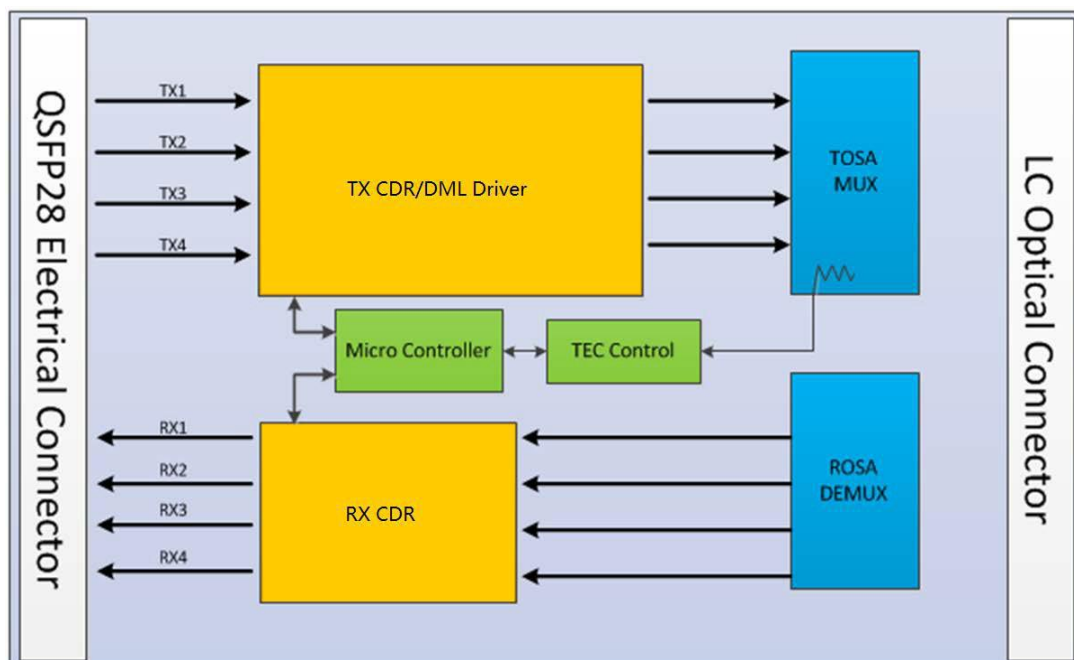 QSFP28 Electrical Connector
TX1
TX2
TX3
TX4
TX CDR/DML Driver
TOSA
MUX
LC Optical Connector
Micro Controller
TEC Control
RX1
RX2
RX3
RX4
RX CDR
ROSA
DEMUX